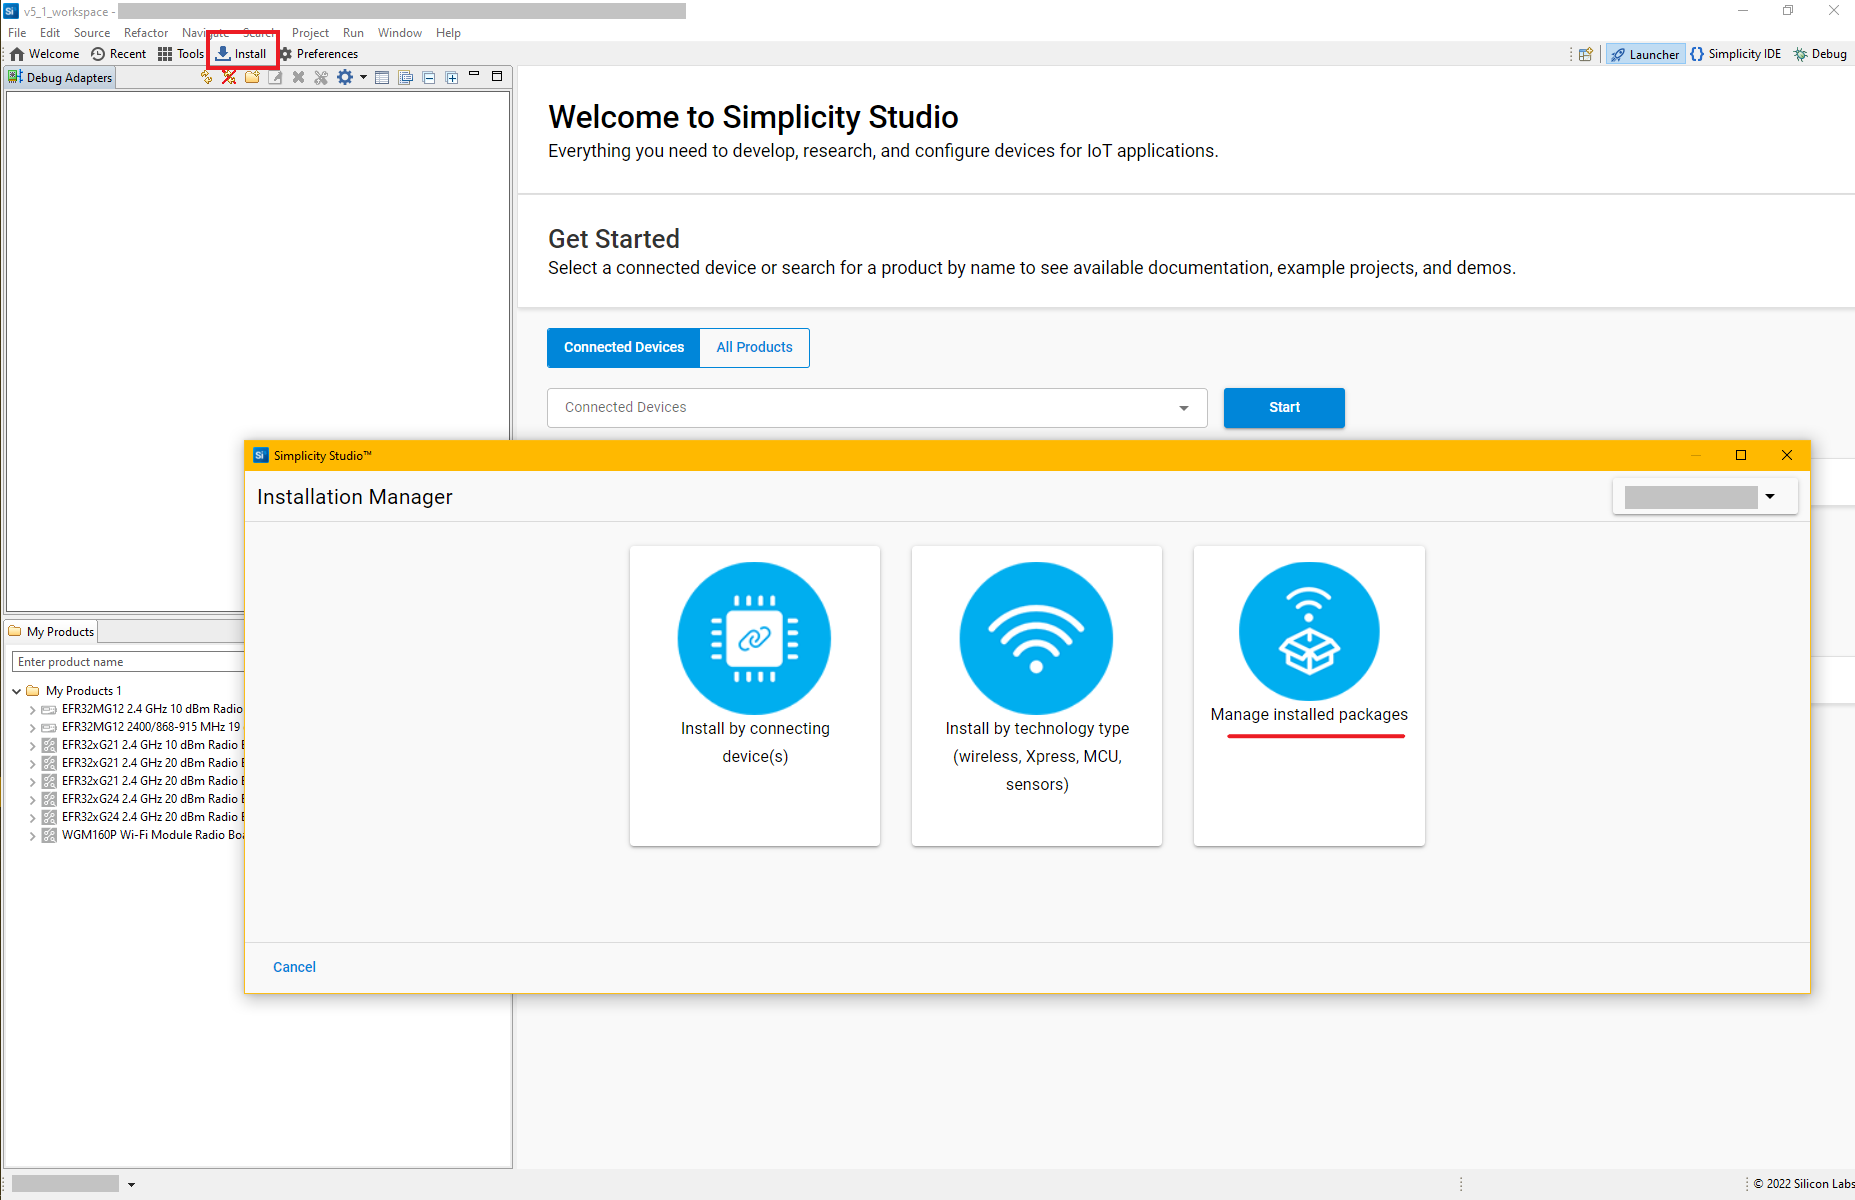 Si v5_1_workspace -
File Edit Source Refactor Navigate Search Project Run Window Help
Welcome Recent Tools Install Preferences
Launcher Simplicity IDE Debug
Debug Adapters
Welcome to Simplicity Studio
Everything you need to develop, research, and configure devices for IoT applications.
Get Started
Select a connected device or search for a product by name to see available documentation, example projects, and demos.
Connected Devices All Products
Connected Devices Start
Si Simplicity Studio™
Installation Manager
Install by connecting
device(s)
Install by technology type
(wireless, Xpress, MCU,
sensors)
Manage installed packages
Cancel
My Products
Enter product name
My Products 1
EFR32MG12 2.4 GHz 10 dBm Radio
EFR32MG12 2400/868-915 MHz 19
EFR32xG21 2.4 GHz 10 dBm Radio
EFR32xG21 2.4 GHz 20 dBm Radio
EFR32xG21 2.4 GHz 20 dBm Radio
EFR32xG24 2.4 GHz 20 dBm Radio
EFR32xG24 2.4 GHz 20 dBm Radio
WGM160P Wi-Fi Module Radio
© 2022 Silicon Labs